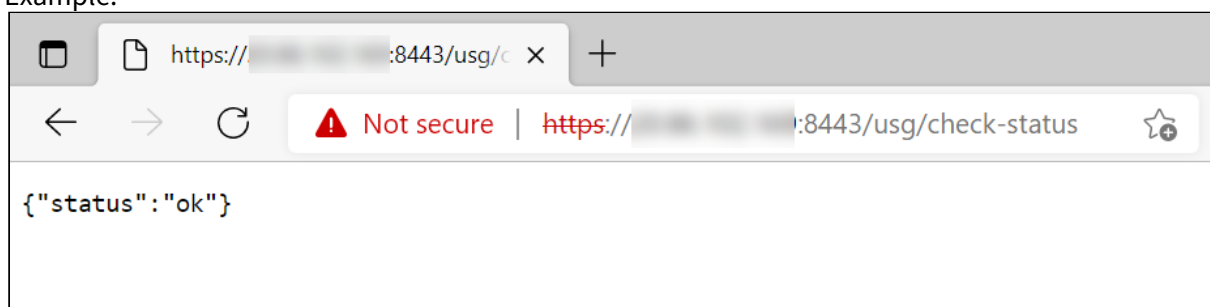 Example:
https:// :8443/usg/c
Not secure | https:// :8443/usg/check-status
{"status":"ok"}